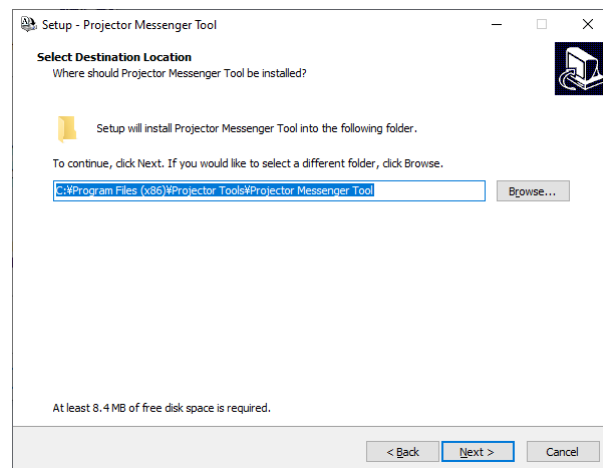 Setup - Projector Messenger Tool
Select Destination Location
Where should Projector Messenger Tool be installed?
Setup will install Projector Messenger Tool into the following folder.
To continue, click Next. If you would like to select a different folder, click Browse.
C:¥Program Files (x86)¥Projector Tools¥Projector Messenger Tool
Browse...
At least 8.4 MB of free disk space is required.
< Back
Next >
Cancel